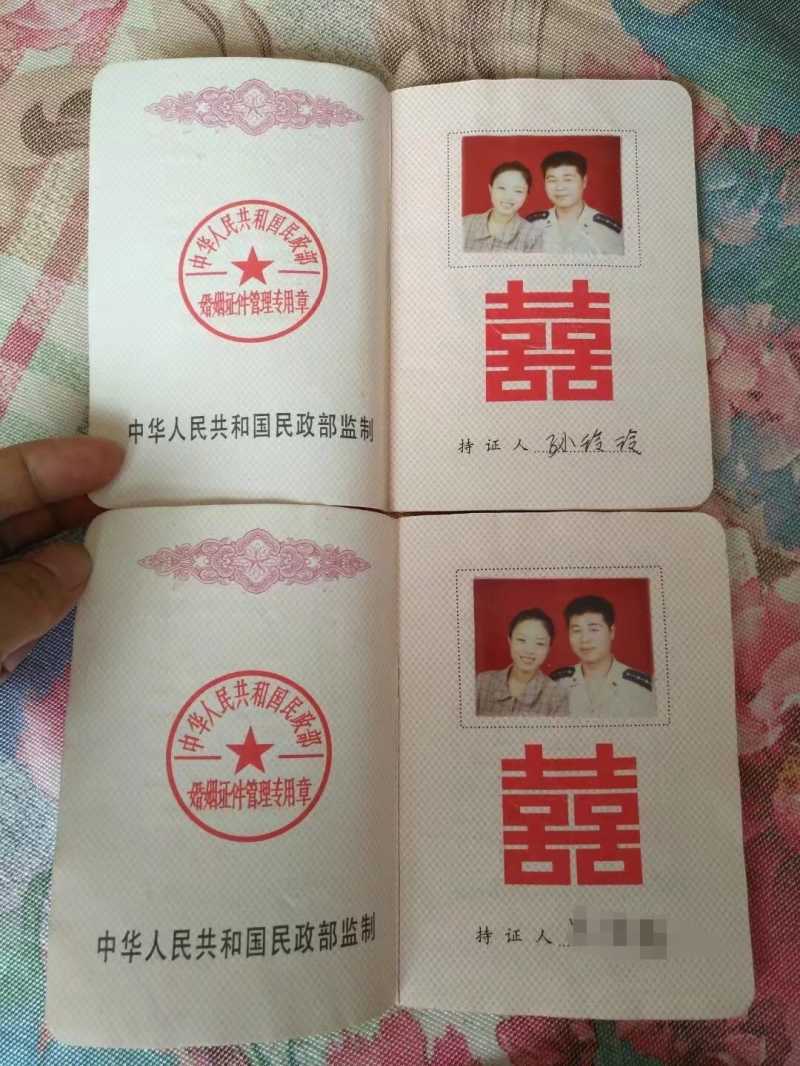 中华人民共和国民政部
婚姻证件管理专用章
中华人民共和国民政部监制
囍
持证人 孙玲玲
中华人民共和国民政部
婚姻证件管理专用章
中华人民共和国民政部监制
囍
持证人